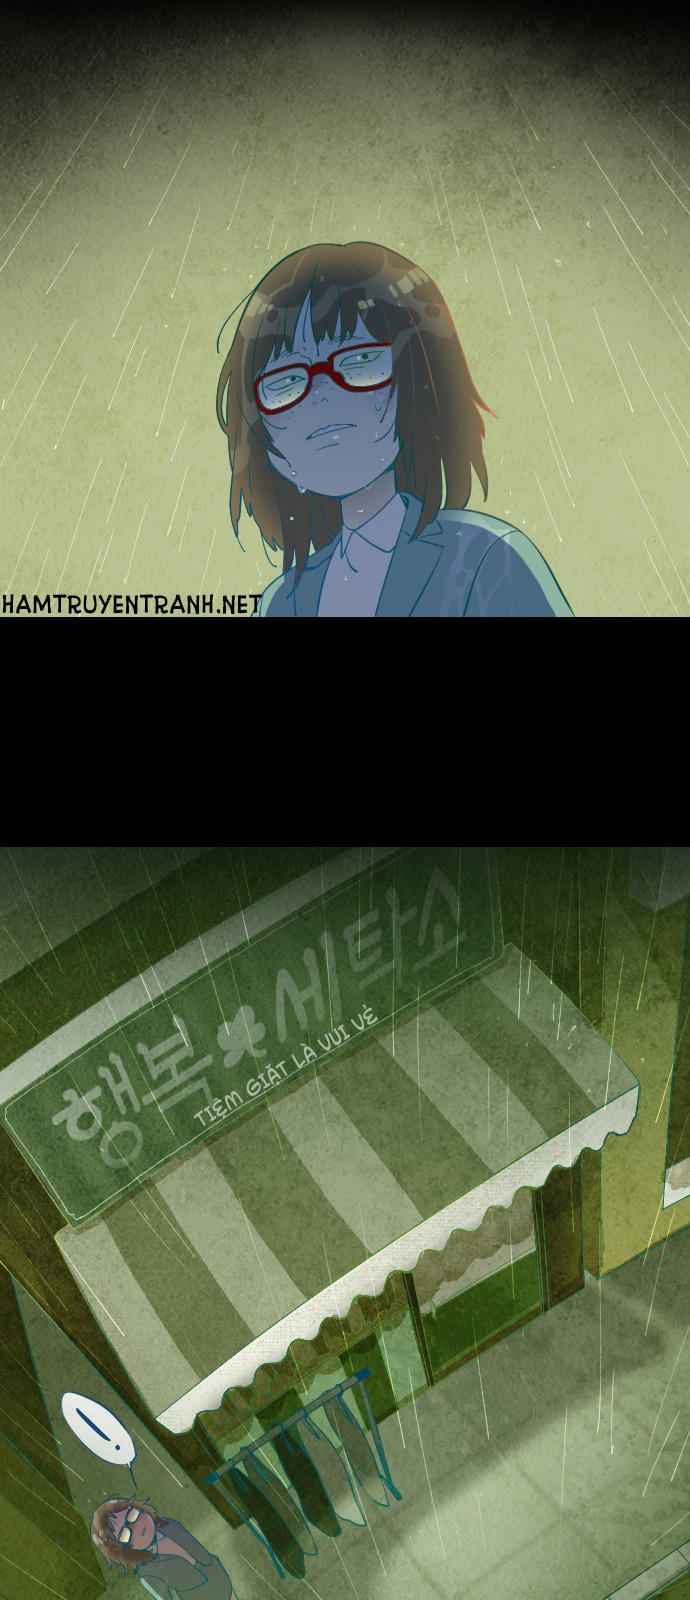 HAMTRUYENTRANH.NET
행복 세탁소
TIỆM GIẶT LÀ VUI VẺ
!